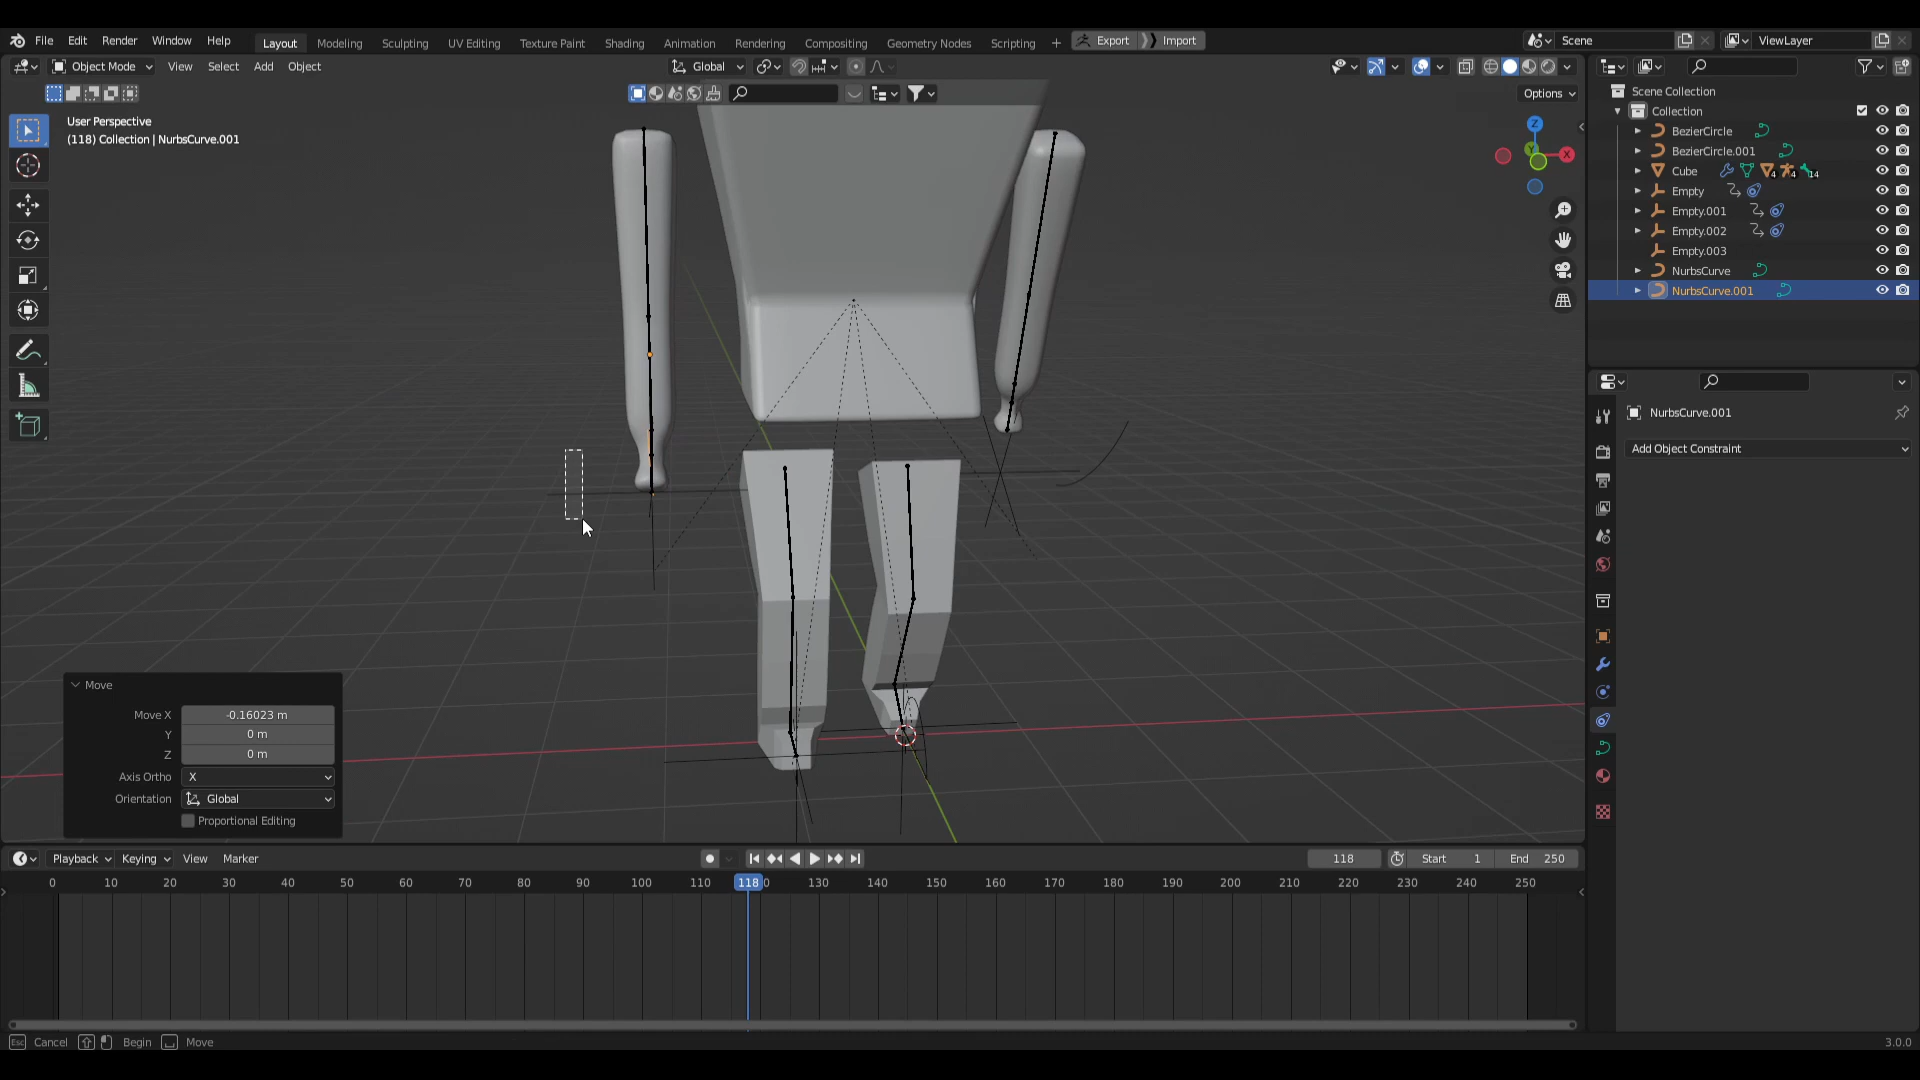 File Edit Render Window Help Layout Modeling Sculpting UV Editing Texture Paint Shading Animation Rendering Compositing Geometry Nodes Scripting + Export Import Scene ViewLayer
Object Mode View Select Add Object Global
Options
User Perspective
(118) Collection | NurbsCurve.001
Z
X
Y
Scene Collection
Collection
BezierCircle
BezierCircle.001
Cube 4 4 14
Empty
Empty.001
Empty.002
Empty.003
NurbsCurve
NurbsCurve.001
NurbsCurve.001
Add Object Constraint
Move
Move X -0.16023 m
Y 0 m
Z 0 m
Axis Ortho X
Orientation Global
Proportional Editing
Playback Keying View Marker 118 Start 1 End 250
0 10 20 30 40 50 60 70 80 90 100 110 118 0 130 140 150 160 170 180 190 200 210 220 230 240 250
Esc Cancel Begin Move 3.0.0